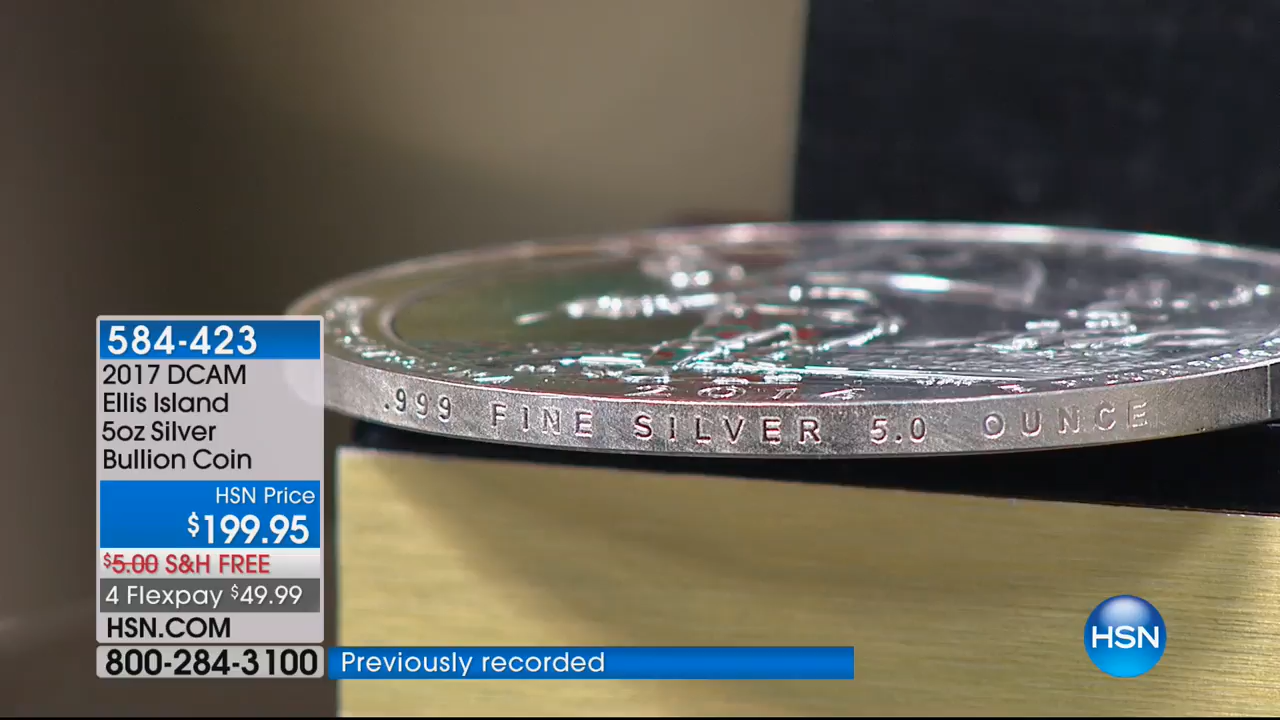 584-423
2017 DCAM
Ellis Island
5oz Silver
Bullion Coin
HSN Price
$199.95
$5.00 S&H FREE
4 Flexpay $49.99
HSN.COM
800-284-3100
Previously recorded
.999 FINE SILVER 5.0 OUNCE
HSN